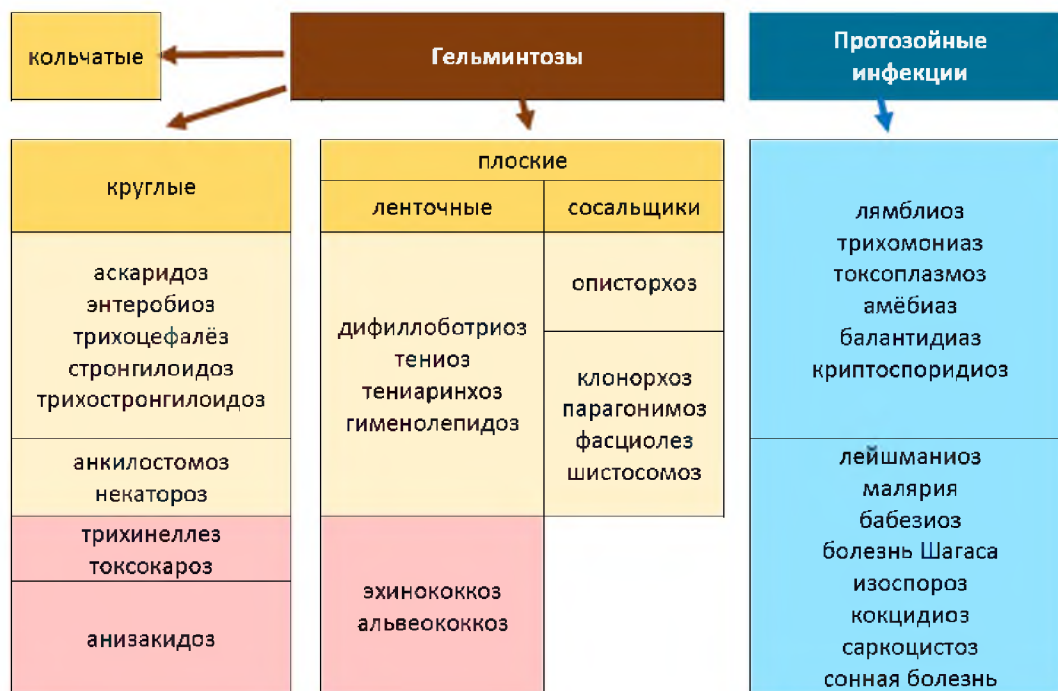 кольчатые
Гельминтозы
Протозойные
инфекции
круглые
плоские
ленточные
сосальщики
аскаридоз
энтеробиоз
трихоцефалёз
стронгилоидоз
трихостронгилоидоз
анкилостомоз
некатороз
трихинеллез
токсокароз
анизакидоз
дифиллоботриоз
тениоз
тениаринхоз
гименолепидоз
эхинококкоз
альвеококкоз
описторхоз
клонорхоз
парагонимоз
фасциолез
шистосомоз
лямблиоз
трихомониаз
токсоплазмоз
амёбиаз
балантидиаз
криптоспоридиоз
лейшманиоз
малярия
бабезиоз
болезнь Шагаса
изоспороз
кокцидиоз
саркоцистоз
сонная болезнь